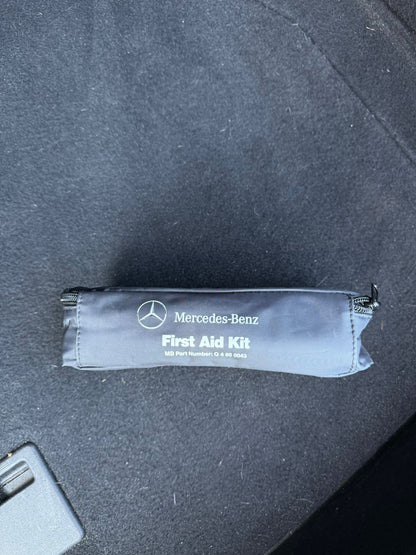 Mercedes-Benz
First Aid Kit
MB Part Number: Q 4 86 0043